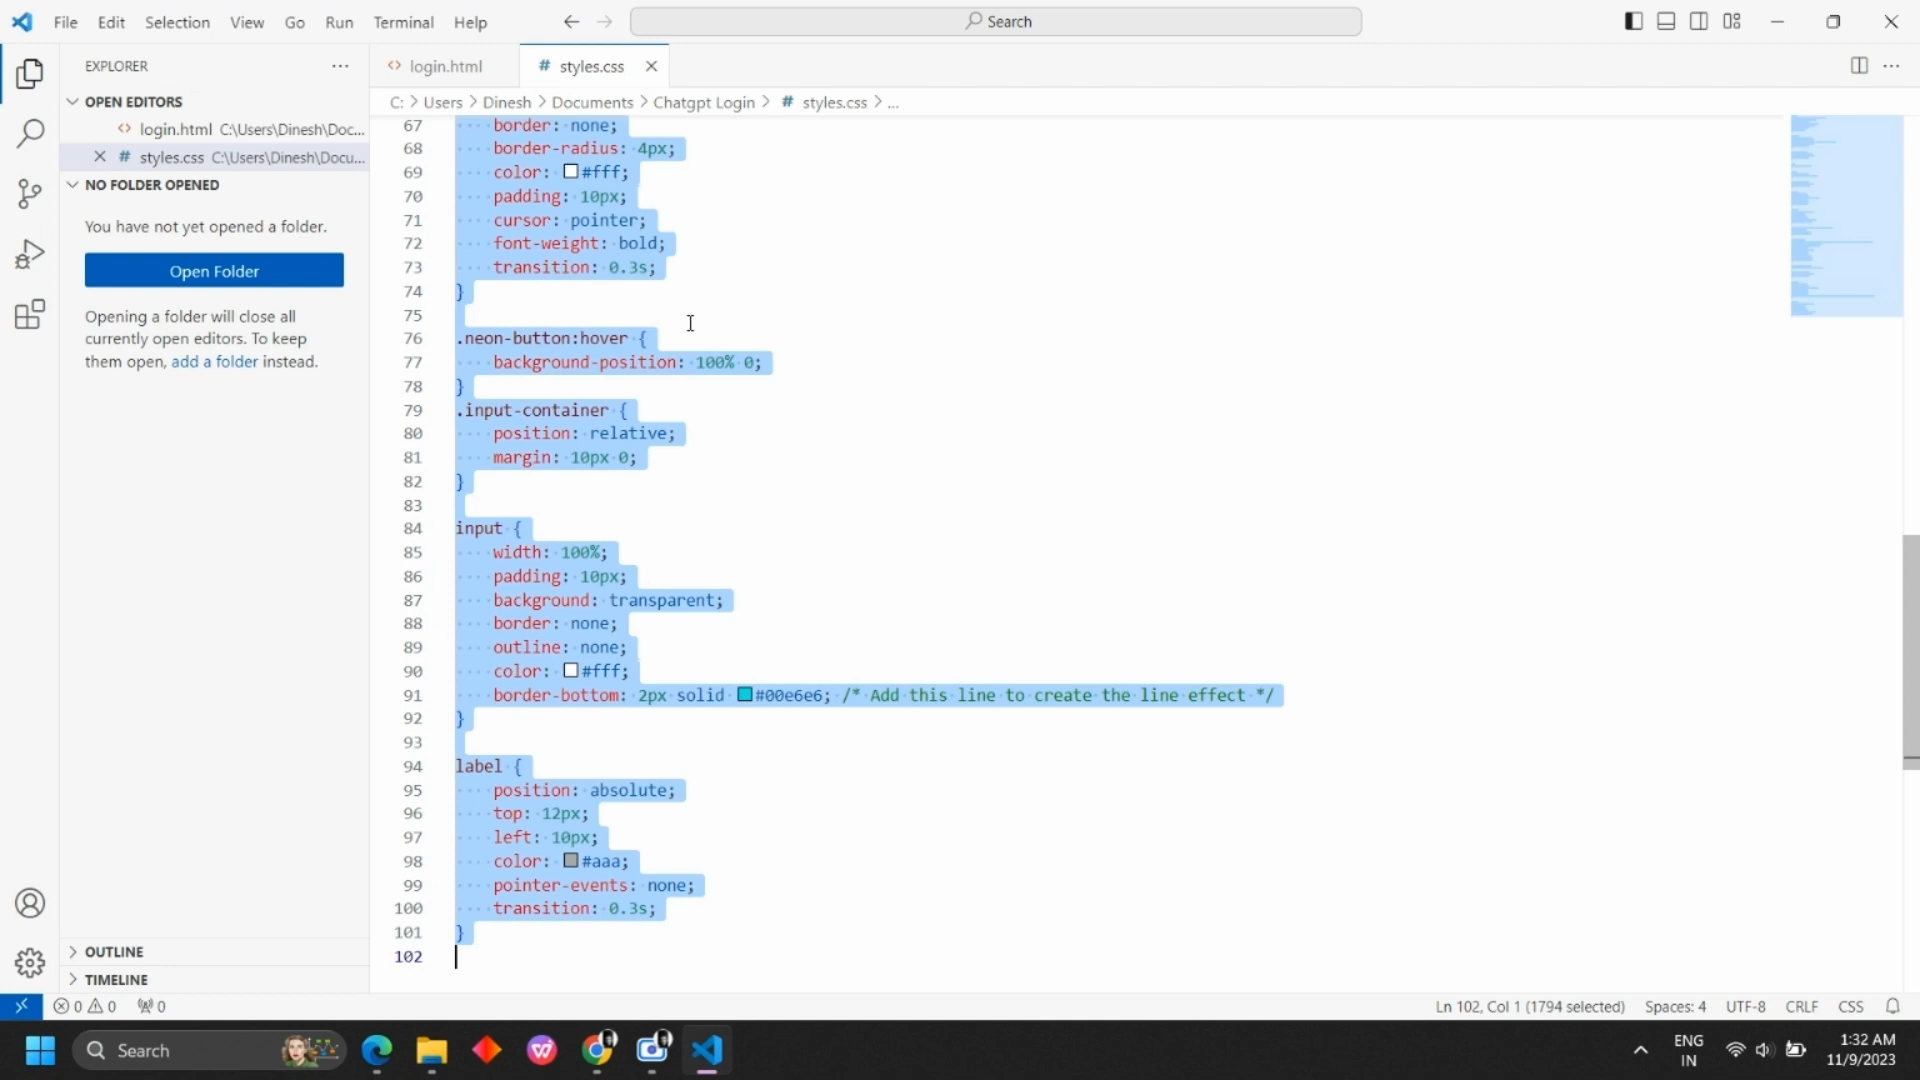 File Edit Selection View Go Run Terminal Help
Search
EXPLORER
login.html
# styles.css
OPEN EDITORS
C: > Users > Dinesh > Documents > Chatgpt Login > # styles.css > ...
login.html C:\Users\Dinesh\Doc...
# styles.css C:\Users\Dinesh\Docu...
NO FOLDER OPENED
You have not yet opened a folder.
Open Folder
Opening a folder will close all
currently open editors. To keep
them open, add a folder instead.
67 border: none;
68 border-radius: 4px;
69 color: #fff;
70 padding: 10px;
71 cursor: pointer;
72 font-weight: bold;
73 transition: 0.3s;
74 }
75
76 .neon-button:hover {
77 background-position: 100% 0;
78 }
79 .input-container {
80 position: relative;
81 margin: 10px 0;
82 }
83
84 input {
85 width: 100%;
86 padding: 10px;
87 background: transparent;
88 border: none;
89 outline: none;
90 color: #fff;
91 border-bottom: 2px solid #00e6e6; /* Add this line to create the line effect */
92 }
93
94 label {
95 position: absolute;
96 top: 12px;
97 left: 10px;
98 color: #aaa;
99 pointer-events: none;
100 transition: 0.3s;
101 }
102
OUTLINE
TIMELINE
0 0 0
Ln 102, Col 1 (1794 selected) Spaces: 4 UTF-8 CRLF CSS
Search
ENG
IN
1:32 AM
11/9/2023